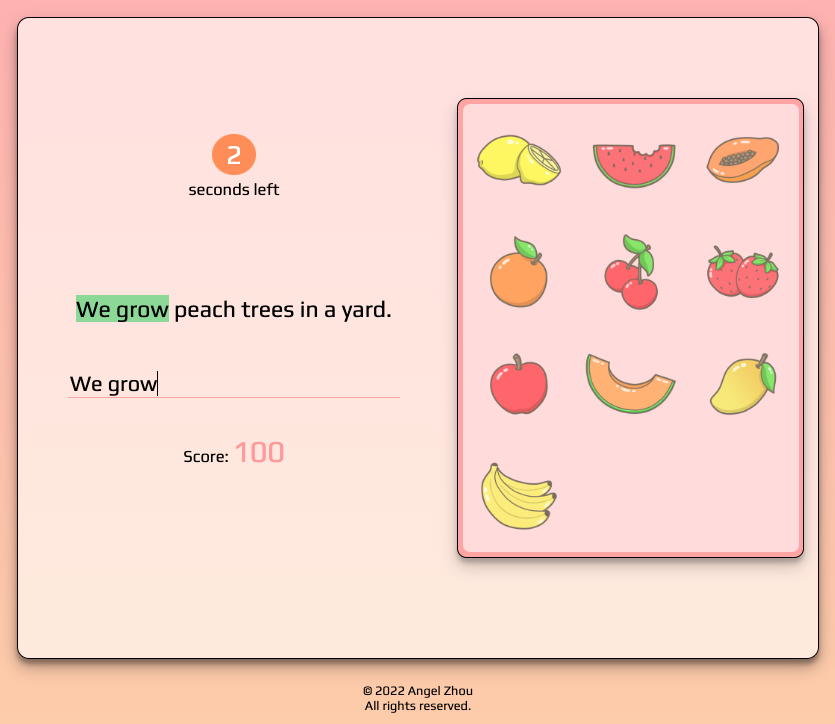 2
seconds left
We grow peach trees in a yard.
We grow
Score: 100
© 2022 Angel Zhou
All rights reserved.